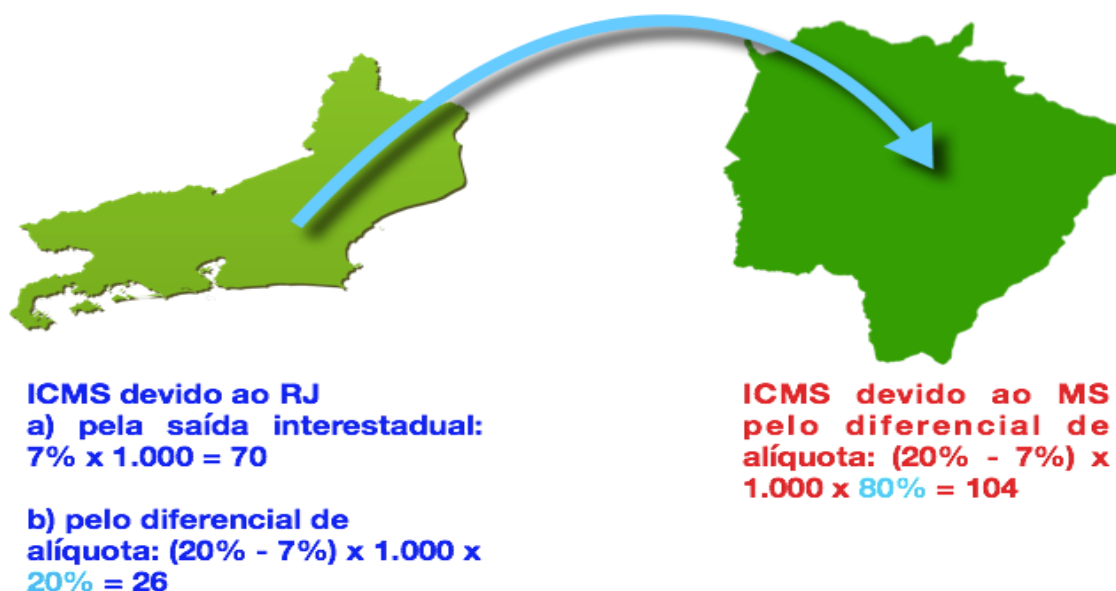 ICMS devido ao RJ
a) pela saída interestadual:
7% x 1.000 = 70
b) pelo diferencial de
alíquota: (20% - 7%) x 1.000 x
20% = 26
ICMS devido ao MS
pelo diferencial de
alíquota: (20% - 7%) x
1.000 x 80% = 104